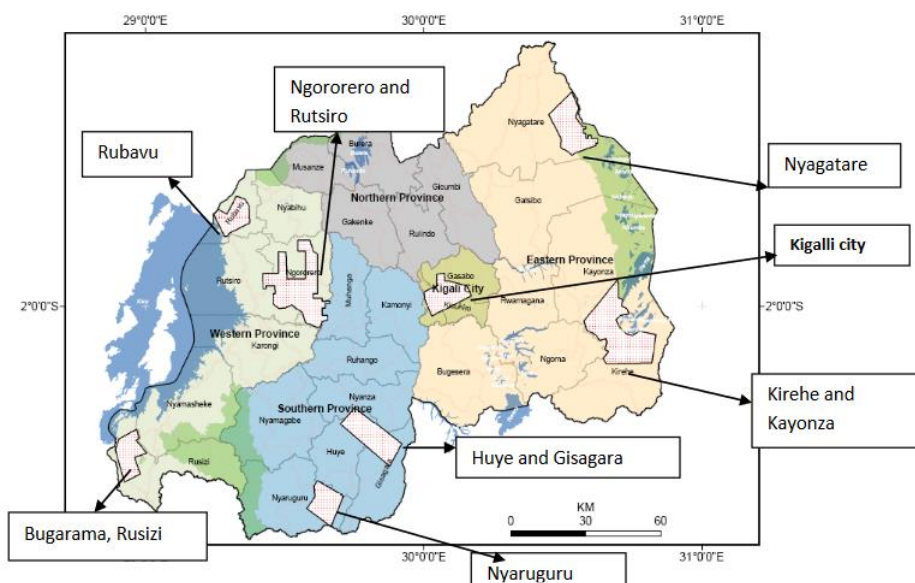 29°0'0"E 30°0'0"E 31°0'0"E
Ngororero and
Rutsiro
Rubavu
Nyagatare
Nyagatare
Burera
Musanze
Gicumbi
Northern Province
Nyabihu
Gakenke
Rulindo
Gatsibo
Kigalli city
Rutsiro
Ngororero
Muhanga
Gasabo
Kigali City
Eastern Province
Kayonza
2°0'0"S
2°0'0"S
Kamonyi
Rwamagana
Western Province
Karongi
Ruhango
Bugesera
Ngoma
Kirehe
Kirehe and
Kayonza
Nyamasheke
Nyanza
Southern Province
Nyamagabe
Huye
Gisagara
Huye and Gisagara
Rusizi
Nyaruguru
KM
0 30 60
Bugarama, Rusizi
30°0'0"E 31°0'0"E
Nyaruguru